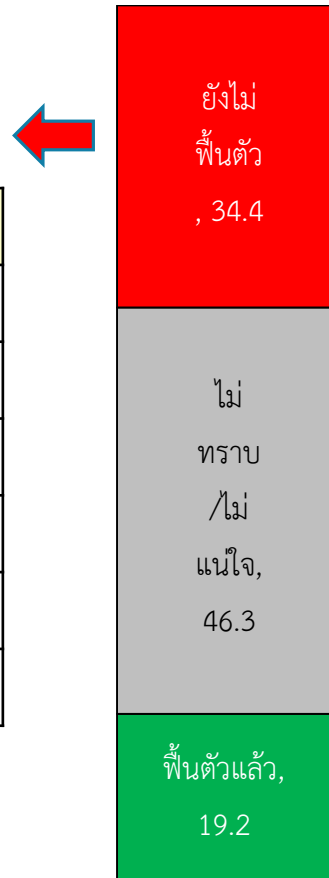 ยังไม่
ฟื้นตัว
, 34.4
ไม่
ทราบ
/ไม่
แน่ใจ,
46.3
ฟื้นตัวแล้ว,
19.2